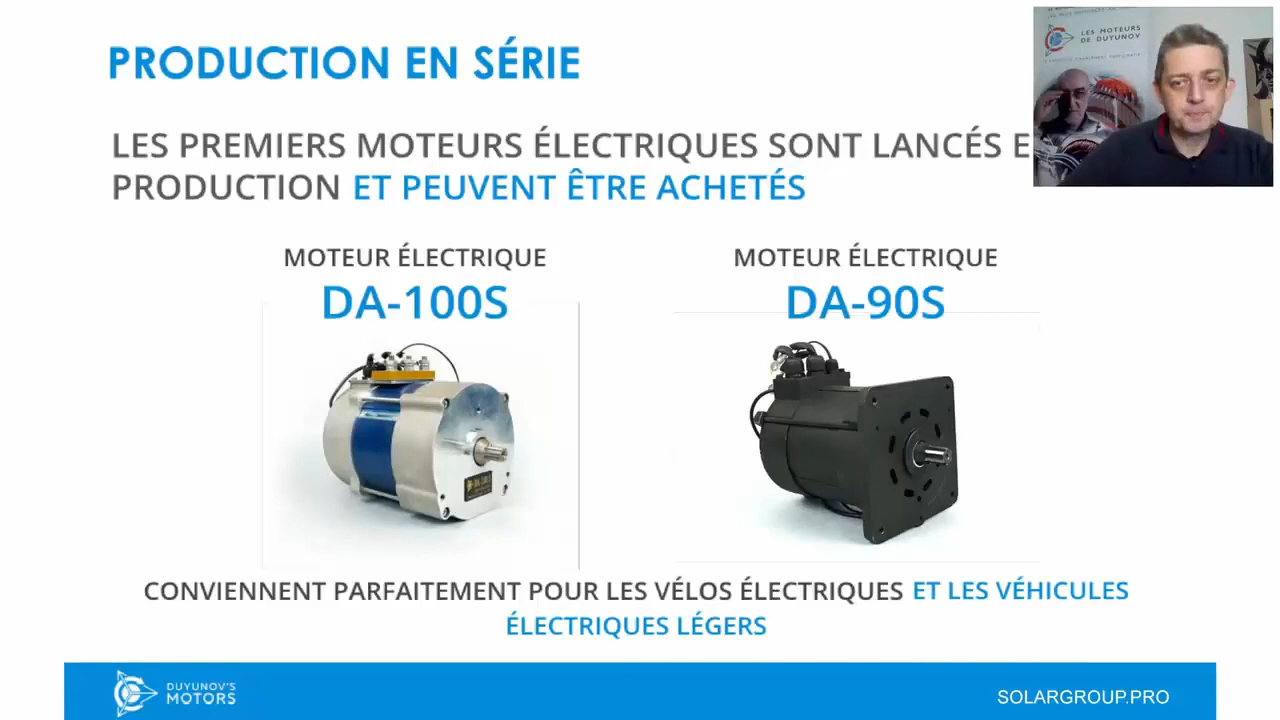 PRODUCTION EN SÉRIE
LES PREMIERS MOTEURS ÉLECTRIQUES SONT LANCÉS E
PRODUCTION ET PEUVENT ÊTRE ACHETÉS
LES MOTEURS
DE DUYUNOV
MOTEUR ÉLECTRIQUE
DA-100S
MOTEUR ÉLECTRIQUE
DA-90S
CONVIENNENT PARFAITEMENT POUR LES VÉLOS ÉLECTRIQUES ET LES VÉHICULES
ÉLECTRIQUES LÉGERS
DUYUNOV'S
MOTORS
SOLARGROUP.PRO